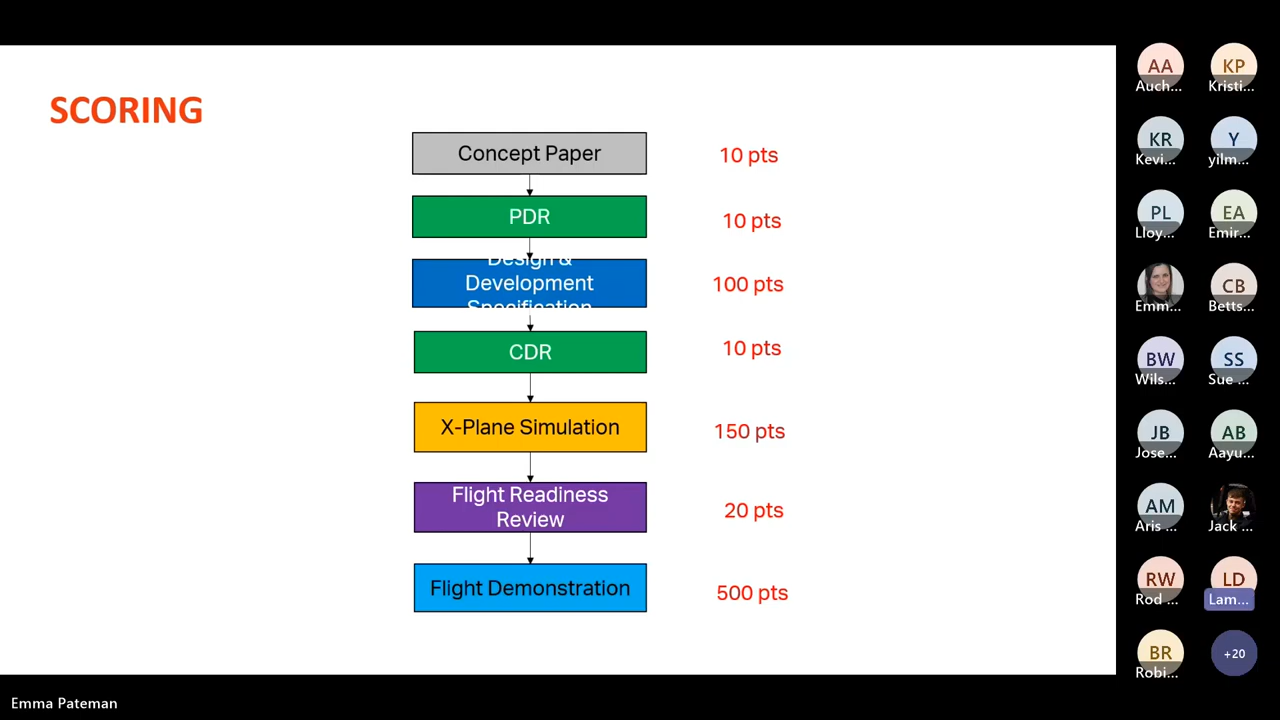 SCORING
Concept Paper
10 pts
PDR
10 pts
Design &
Development
Specification
100 pts
CDR
10 pts
X-Plane Simulation
150 pts
Flight Readiness
Review
20 pts
Flight Demonstration
500 pts
AA
Auch...
KP
Kristi...
KR
Kevi...
Y
yilm...
PL
Lloy...
EA
Emir...
Emm...
CB
Betts...
BW
Wils...
SS
Sue ...
JB
Jose...
AB
Aayu...
AM
Aris ...
Jack ...
RW
Rod ...
LD
Lam...
BR
Robi...
+20
Emma Pateman